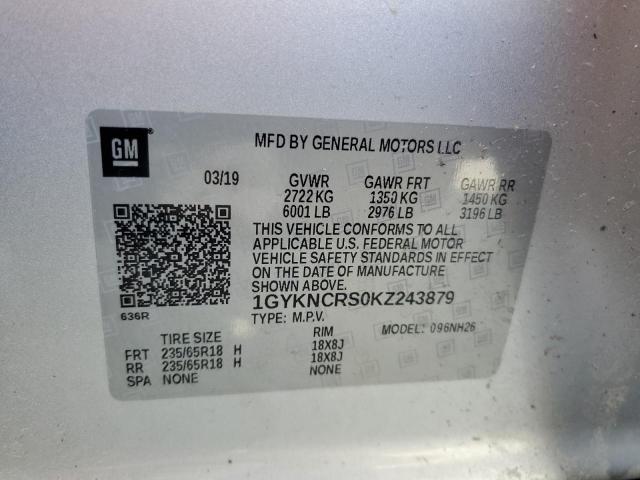 GM
MFD BY GENERAL MOTORS LLC
03/19 GVWR GAWR FRT GAWR RR
2722 KG 1350 KG 1450 KG
6001 LB 2976 LB 3196 LB
THIS VEHICLE CONFORMS TO ALL
APPLICABLE U.S. FEDERAL MOTOR
VEHICLE SAFETY STANDARDS IN EFFECT
ON THE DATE OF MANUFACTURE
SHOWN ABOVE.
1GYKNCRS0KZ243879
636R TYPE: M.P.V. MODEL: 096NH26
TIRE SIZE RIM
FRT 235/65R18 H 18X8J
RR 235/65R18 H 18X8J
SPA NONE NONE